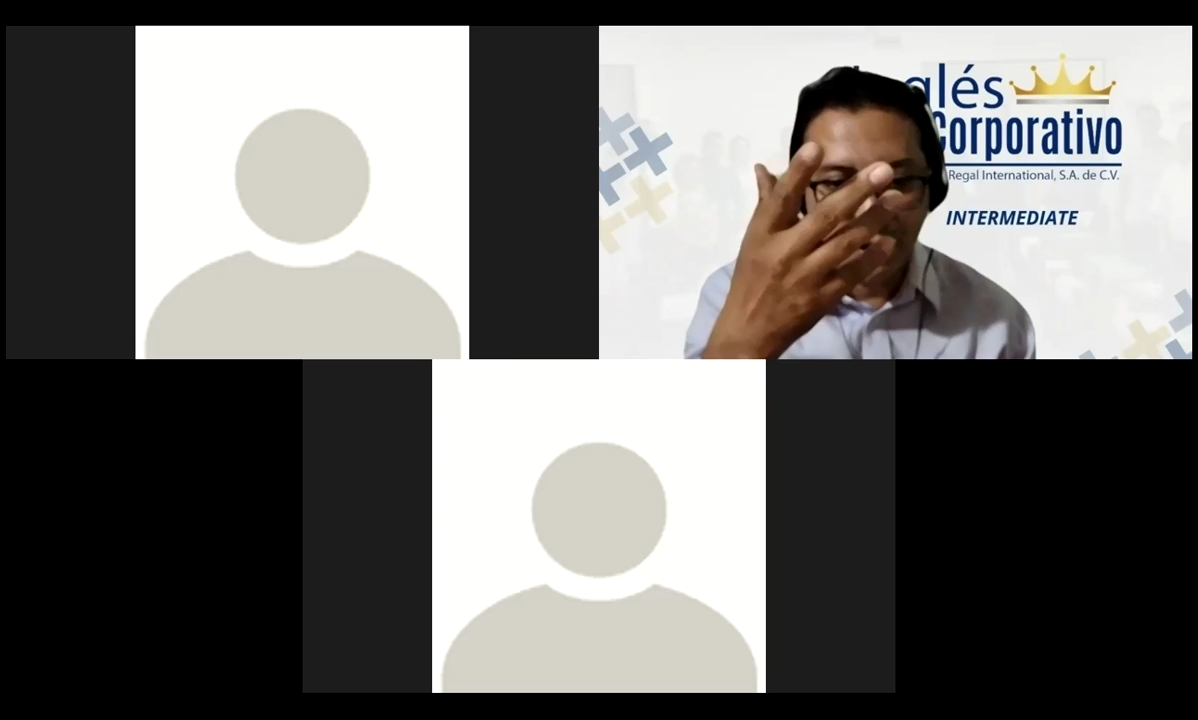 glés
Corporativo
Regal International, S.A. de C.V.
INTERMEDIATE